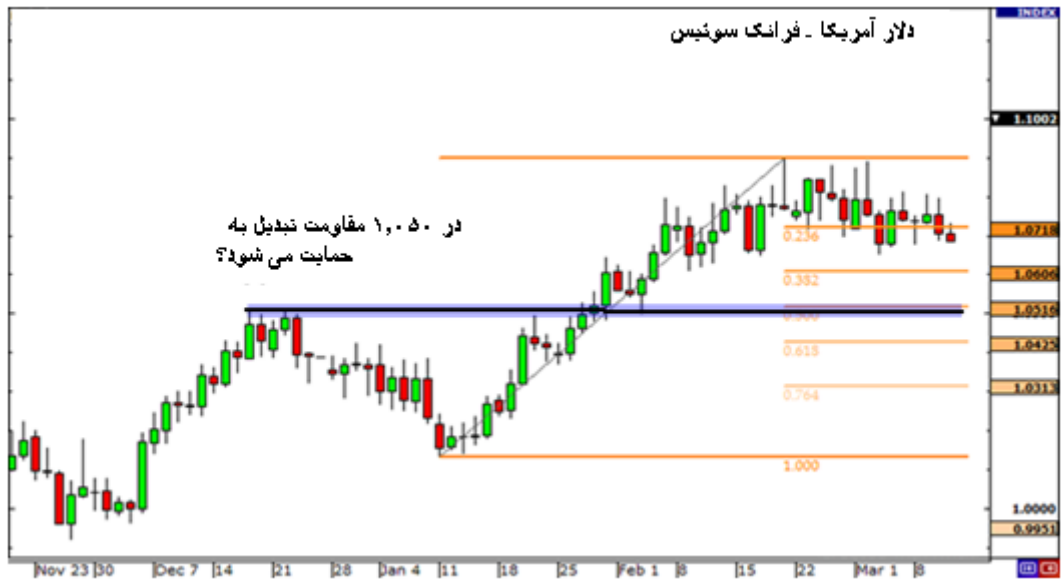 INDEX
دلار آمریکا - فرانک سوئیس
1.1002
در ۱,۰۵۰ مقاومت تبدیل به
حمایت می شود؟
0.236
1.0718
0.382
1.0606
0.500
1.0516
0.618
1.0425
0.764
1.0313
1.000
1.0000
0.9951
Nov 23 30 Dec 7 14 21 28 Jan 4 11 18 25 Feb 1 8 15 22 Mar 1 8